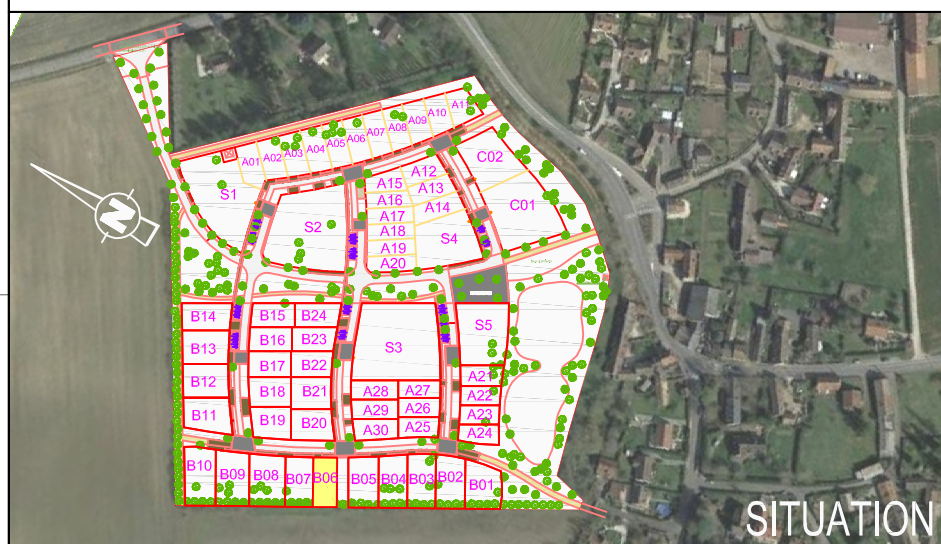 A11
A10
A09
A08
A07
A06
A05
A04
A03
A02
A01
C02
A12
A15
A13
S1
A16
A14
C01
A17
S2
A18
S4
N
A19
A20
B14
B15
B24
S5
B16
B23
B13
S3
B17
B22
A21
B12
B18
B21
A28
A27
A22
A29
A26
B11
B19
B20
A23
A30
A25
A24
B10
B09
B08
B07
B06
B05
B04
B03
B02
B01
SITUATION